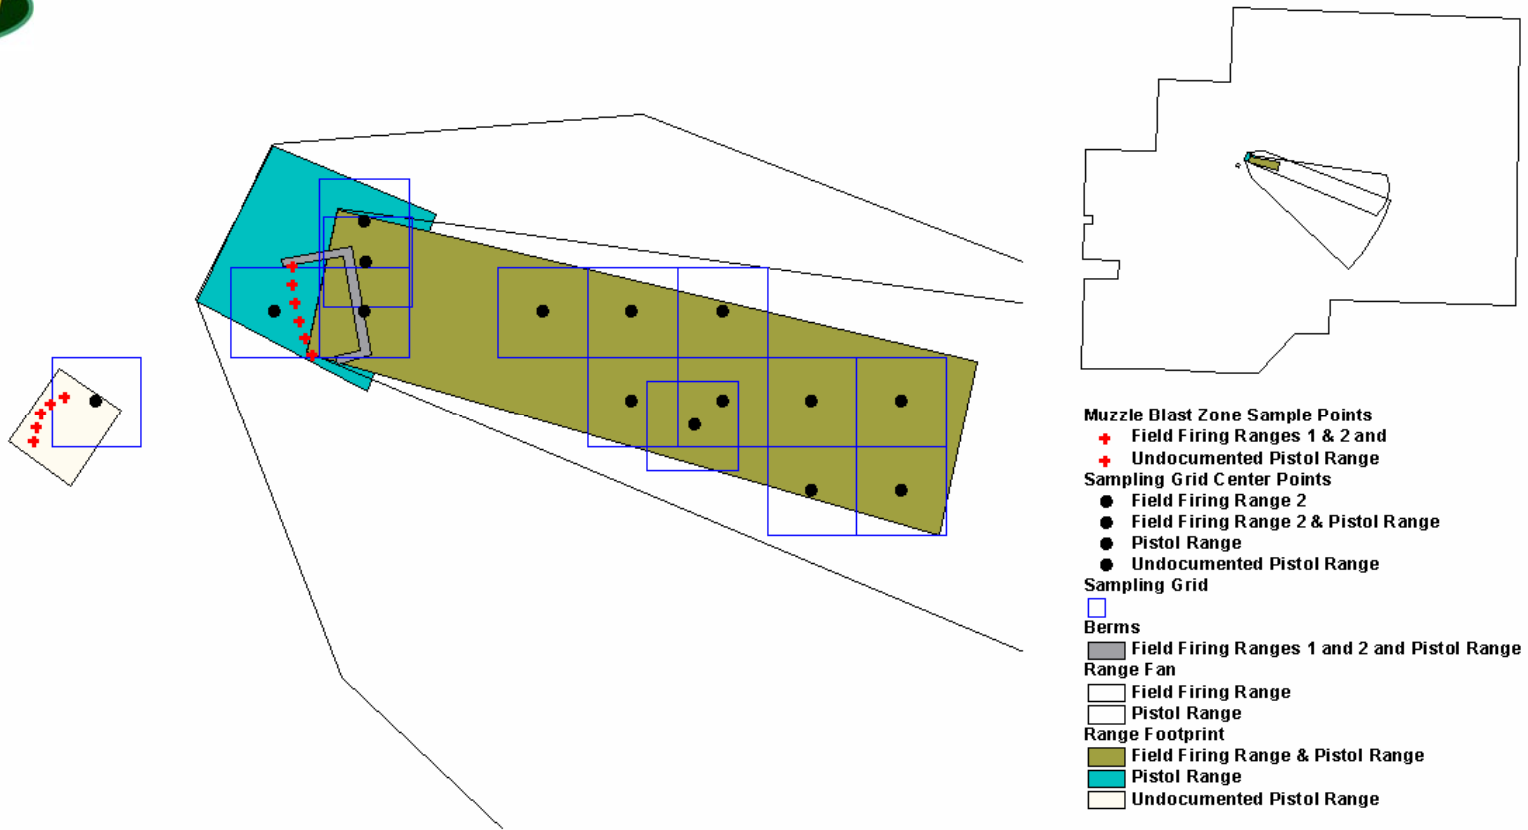 Muzzle Blast Zone Sample Points
Field Firing Ranges 1 & 2 and
Undocumented Pistol Range
Sampling Grid Center Points
Field Firing Range 2
Field Firing Range 2 & Pistol Range
Pistol Range
Undocumented Pistol Range
Sampling Grid
Berms
Field Firing Ranges 1 and 2 and Pistol Range
Range Fan
Field Firing Range
Pistol Range
Range Footprint
Field Firing Range & Pistol Range
Pistol Range
Undocumented Pistol Range